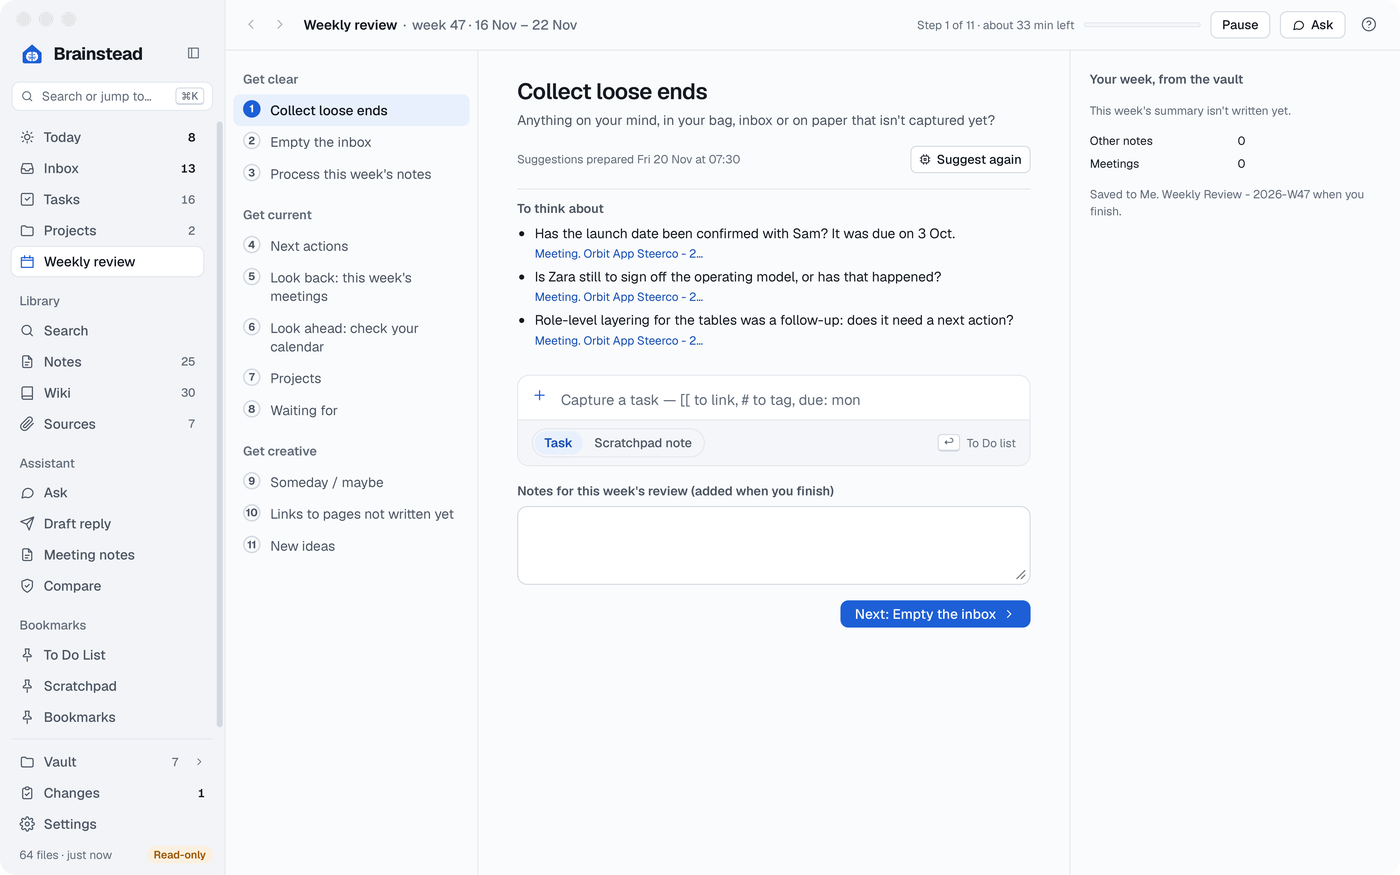 Brainstead
Search or jump to... ⌘K
Today 8
Inbox 13
Tasks 16
Projects 2
Weekly review
Library
Search
Notes 25
Wiki 30
Sources 7
Assistant
Ask
Draft reply
Meeting notes
Compare
Bookmarks
To Do List
Scratchpad
Bookmarks
Vault 7
Changes 1
Settings
64 files · just now Read-only
Weekly review · week 47 · 16 Nov – 22 Nov
Step 1 of 11 · about 33 min left
Pause
Ask
Get clear
1 Collect loose ends
2 Empty the inbox
3 Process this week's notes
Get current
4 Next actions
5 Look back: this week's
meetings
6 Look ahead: check your
calendar
7 Projects
8 Waiting for
Get creative
9 Someday / maybe
10 Links to pages not written yet
11 New ideas
Collect loose ends
Anything on your mind, in your bag, inbox or on paper that isn't captured yet?
Suggestions prepared Fri 20 Nov at 07:30
Suggest again
To think about
• Has the launch date been confirmed with Sam? It was due on 3 Oct.
Meeting. Orbit App Steerco - 2...
• Is Zara still to sign off the operating model, or has that happened?
Meeting. Orbit App Steerco - 2...
• Role-level layering for the tables was a follow-up: does it need a next action?
Meeting. Orbit App Steerco - 2...
+ Capture a task — [[ to link, # to tag, due: mon
Task Scratchpad note
To Do list
Notes for this week's review (added when you finish)
Next: Empty the inbox
Your week, from the vault
This week's summary isn't written yet.
Other notes 0
Meetings 0
Saved to Me. Weekly Review - 2026-W47 when you
finish.